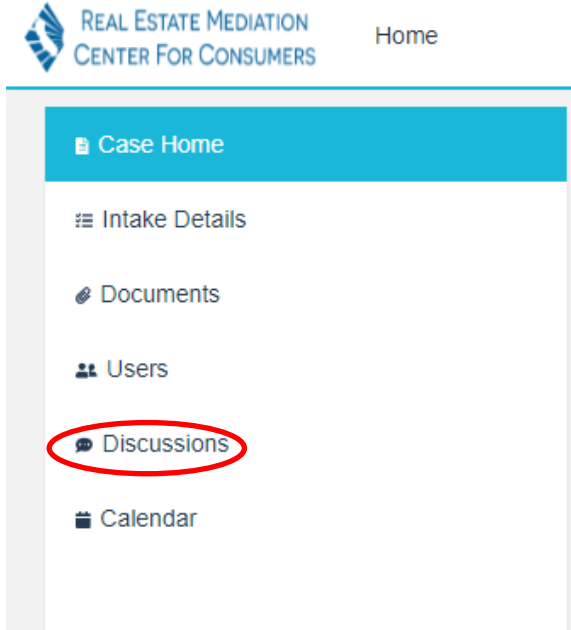 REAL ESTATE MEDIATION
CENTER FOR CONSUMERS
Home
Case Home
Intake Details
Documents
Users
Discussions
Calendar